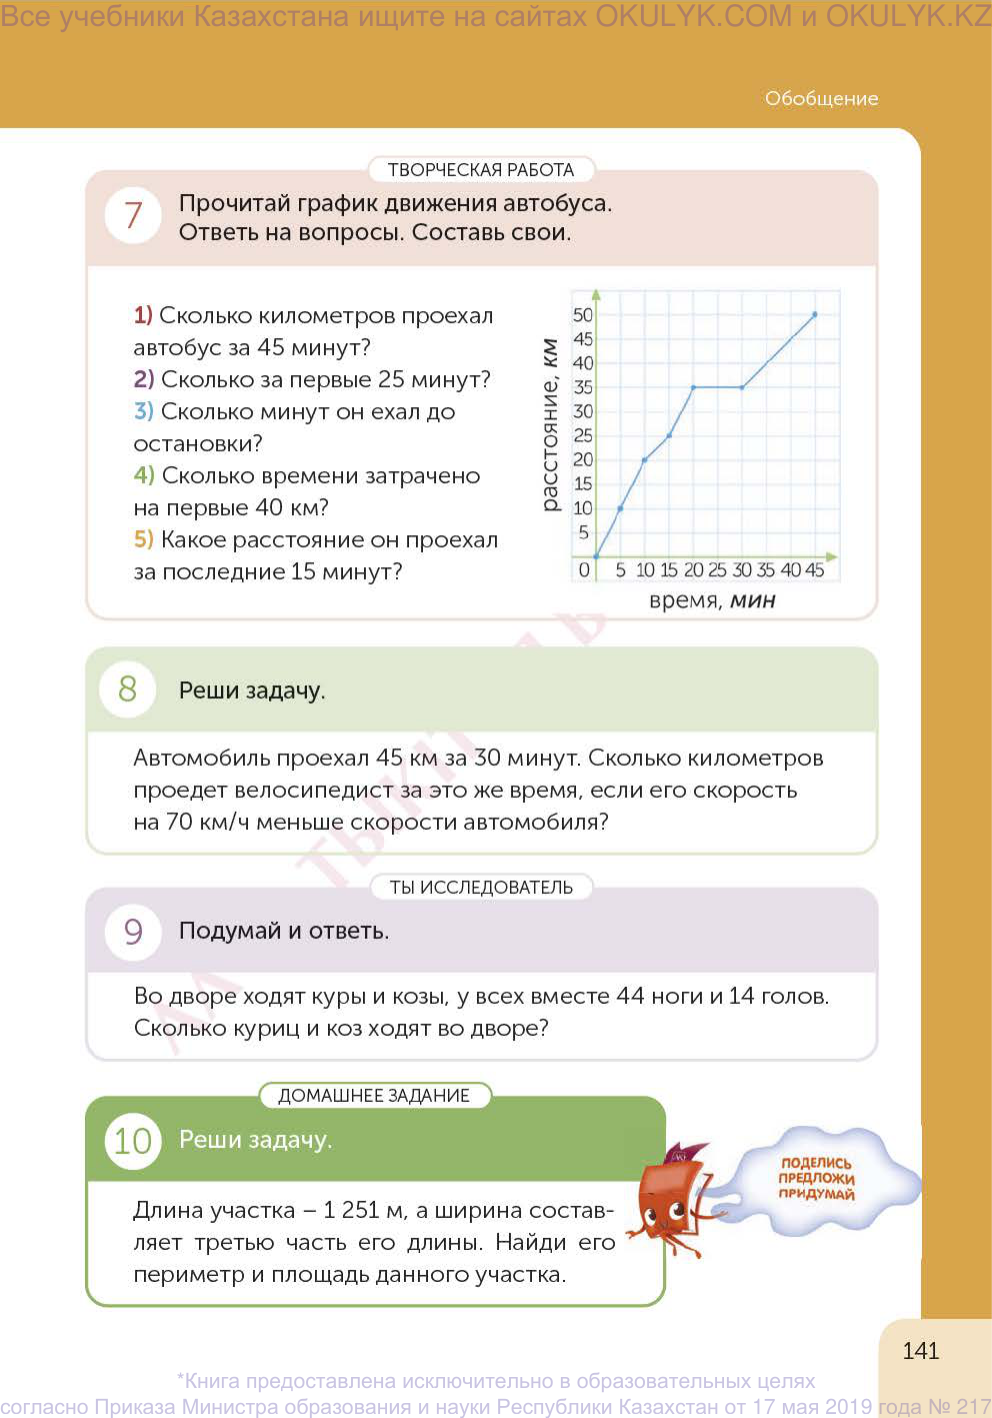 Все учебники Казахстана ищите на сайтах OKULYK.COM и OKULYK.KZ
Обобщение
ТВОРЧЕСКАЯ РАБОТА
7
Прочитай график движения автобуса.
Ответь на вопросы. Составь свои.
1) Сколько километров проехал
автобус за 45 минут?
2) Сколько за первые 25 минут?
3) Сколько минут он ехал до
остановки?
4) Сколько времени затрачено
на первые 40 км?
5) Какое расстояние он проехал
за последние 15 минут?
расстояние, км
50
45
40
35
30
25
20
15
10
5
0 5 10 15 20 25 30 35 40 45
время, мин
8
Реши задачу.
Автомобиль проехал 45 км за 30 минут. Сколько километров
проедет велосипедист за это же время, если его скорость
на 70 км/ч меньше скорости автомобиля?
ТЫ ИССЛЕДОВАТЕЛЬ
9
Подумай и ответь.
Во дворе ходят куры и козы, у всех вместе 44 ноги и 14 голов.
Сколько куриц и коз ходят во дворе?
ДОМАШНЕЕ ЗАДАНИЕ
10
Реши задачу.
Длина участка – 1 251 м, а ширина состав-
ляет третью часть его длины. Найди его
периметр и площадь данного участка.
ПОДЕЛИСЬ
ПРЕДЛОЖИ
ПРИДУМАЙ
141
*Книга предоставлена исключительно в образовательных целях
согласно Приказа Министра образования и науки Республики Казахстан от 17 мая 2019 года № 217